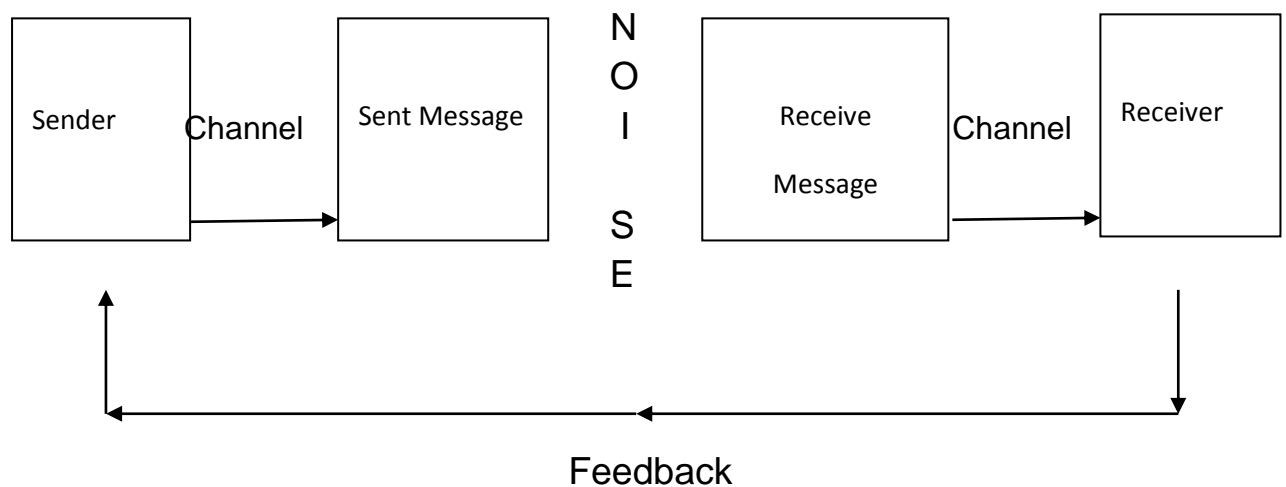 Sender
Channel
Sent Message
N
O
I
S
E
Receive
Message
Channel
Receiver
Feedback